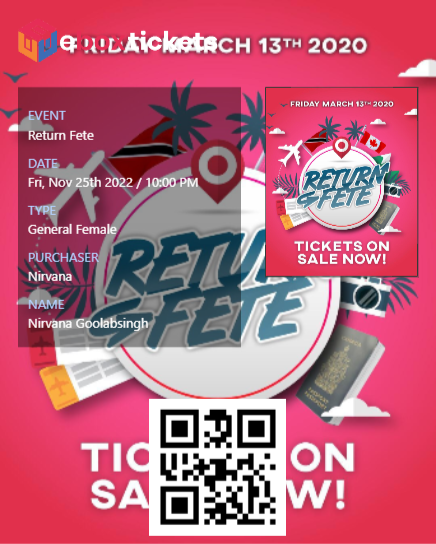 FRIDAY MARCH 13TH 2020
tickets
EVENT
Return Fete
DATE
Fri, Nov 25th 2022 / 10:00 PM
TYPE
General Female
PURCHASER
Nirvana
NAME
Nirvana Goolabsingh
FRIDAY MARCH 13TH 2020
RETURN
FETE
TICKETS ON
SALE NOW!
RETU
FETE
TIC ON
SA W!